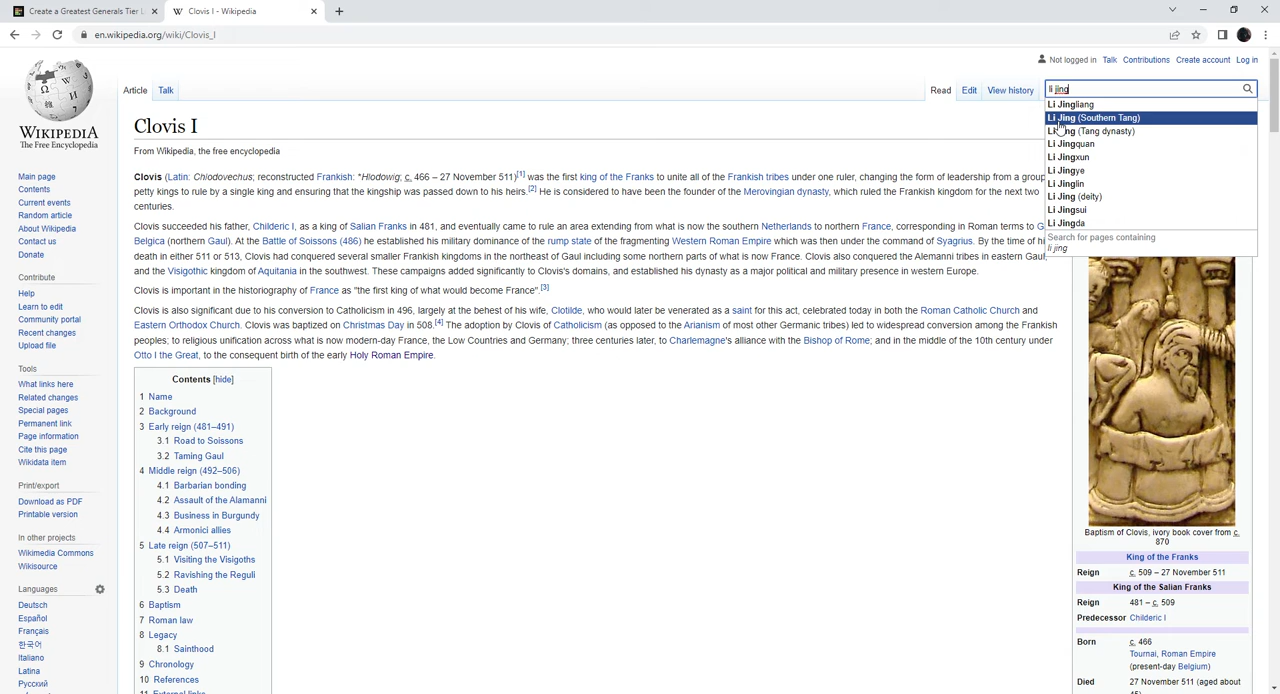 Create a Greatest Generals Tier L
Clovis I - Wikipedia
en.wikipedia.org/wiki/Clovis_I
Not logged in Talk Contributions Create account Log in
Article Talk
Read Edit View history
li jing
Li Jingliang
Li Jing (Southern Tang)
Li Jing (Tang dynasty)
Li Jingquan
Li Jingxun
Li Jingye
Li Jinglin
Li Jing (deity)
Li Jingsui
Li Jingda
Search for pages containing
li jing
WIKIPEDIA
The Free Encyclopedia
Main page
Contents
Current events
Random article
About Wikipedia
Contact us
Donate
Contribute
Help
Learn to edit
Community portal
Recent changes
Upload file
Tools
What links here
Related changes
Special pages
Permanent link
Page information
Cite this page
Wikidata item
Print/export
Download as PDF
Printable version
In other projects
Wikimedia Commons
Wikisource
Languages
Deutsch
Español
Français
한국어
Italiano
Latina
Русский
Clovis I
From Wikipedia, the free encyclopedia
Clovis (Latin: Chlodovechus; reconstructed Frankish: *Hlodowig; c. 466 – 27 November 511)[1] was the first king of the Franks to unite all of the Frankish tribes under one ruler, changing the form of leadership from a group
petty kings to rule by a single king and ensuring that the kingship was passed down to his heirs.[2] He is considered to have been the founder of the Merovingian dynasty, which ruled the Frankish kingdom for the next two
centuries.
Clovis succeeded his father, Childeric I, as a king of Salian Franks in 481, and eventually came to rule an area extending from what is now the southern Netherlands to northern France, corresponding in Roman terms to G
Belgica (northern Gaul). At the Battle of Soissons (486) he established his military dominance of the rump state of the fragmenting Western Roman Empire which was then under the command of Syagrius. By the time of hi
death in either 511 or 513, Clovis had conquered several smaller Frankish kingdoms in the northeast of Gaul including some northern parts of what is now France. Clovis also conquered the Alemanni tribes in eastern Gaul,
and the Visigothic kingdom of Aquitania in the southwest. These campaigns added significantly to Clovis's domains, and established his dynasty as a major political and military presence in western Europe.
Clovis is important in the historiography of France as "the first king of what would become France".[3]
Clovis is also significant due to his conversion to Catholicism in 496, largely at the behest of his wife, Clotilde, who would later be venerated as a saint for this act, celebrated today in both the Roman Catholic Church and
Eastern Orthodox Church. Clovis was baptized on Christmas Day in 508.[4] The adoption by Clovis of Catholicism (as opposed to the Arianism of most other Germanic tribes) led to widespread conversion among the Frankish
peoples; to religious unification across what is now modern-day France, the Low Countries and Germany; three centuries later, to Charlemagne's alliance with the Bishop of Rome; and in the middle of the 10th century under
Otto I the Great, to the consequent birth of the early Holy Roman Empire.
Contents [hide]
1 Name
2 Background
3 Early reign (481–491)
3.1 Road to Soissons
3.2 Taming Gaul
4 Middle reign (492–506)
4.1 Barbarian bonding
4.2 Assault of the Alamanni
4.3 Business in Burgundy
4.4 Armonici allies
5 Late reign (507–511)
5.1 Visiting the Visigoths
5.2 Ravishing the Reguli
5.3 Death
6 Baptism
7 Roman law
8 Legacy
8.1 Sainthood
9 Chronology
10 References
11 External links
Baptism of Clovis, ivory book cover from c.
870
King of the Franks
Reign c. 509 – 27 November 511
King of the Salian Franks
Reign 481 – c. 509
Predecessor Childeric I
Born c. 466
Tournai, Roman Empire
(present-day Belgium)
Died 27 November 511 (aged about
45)